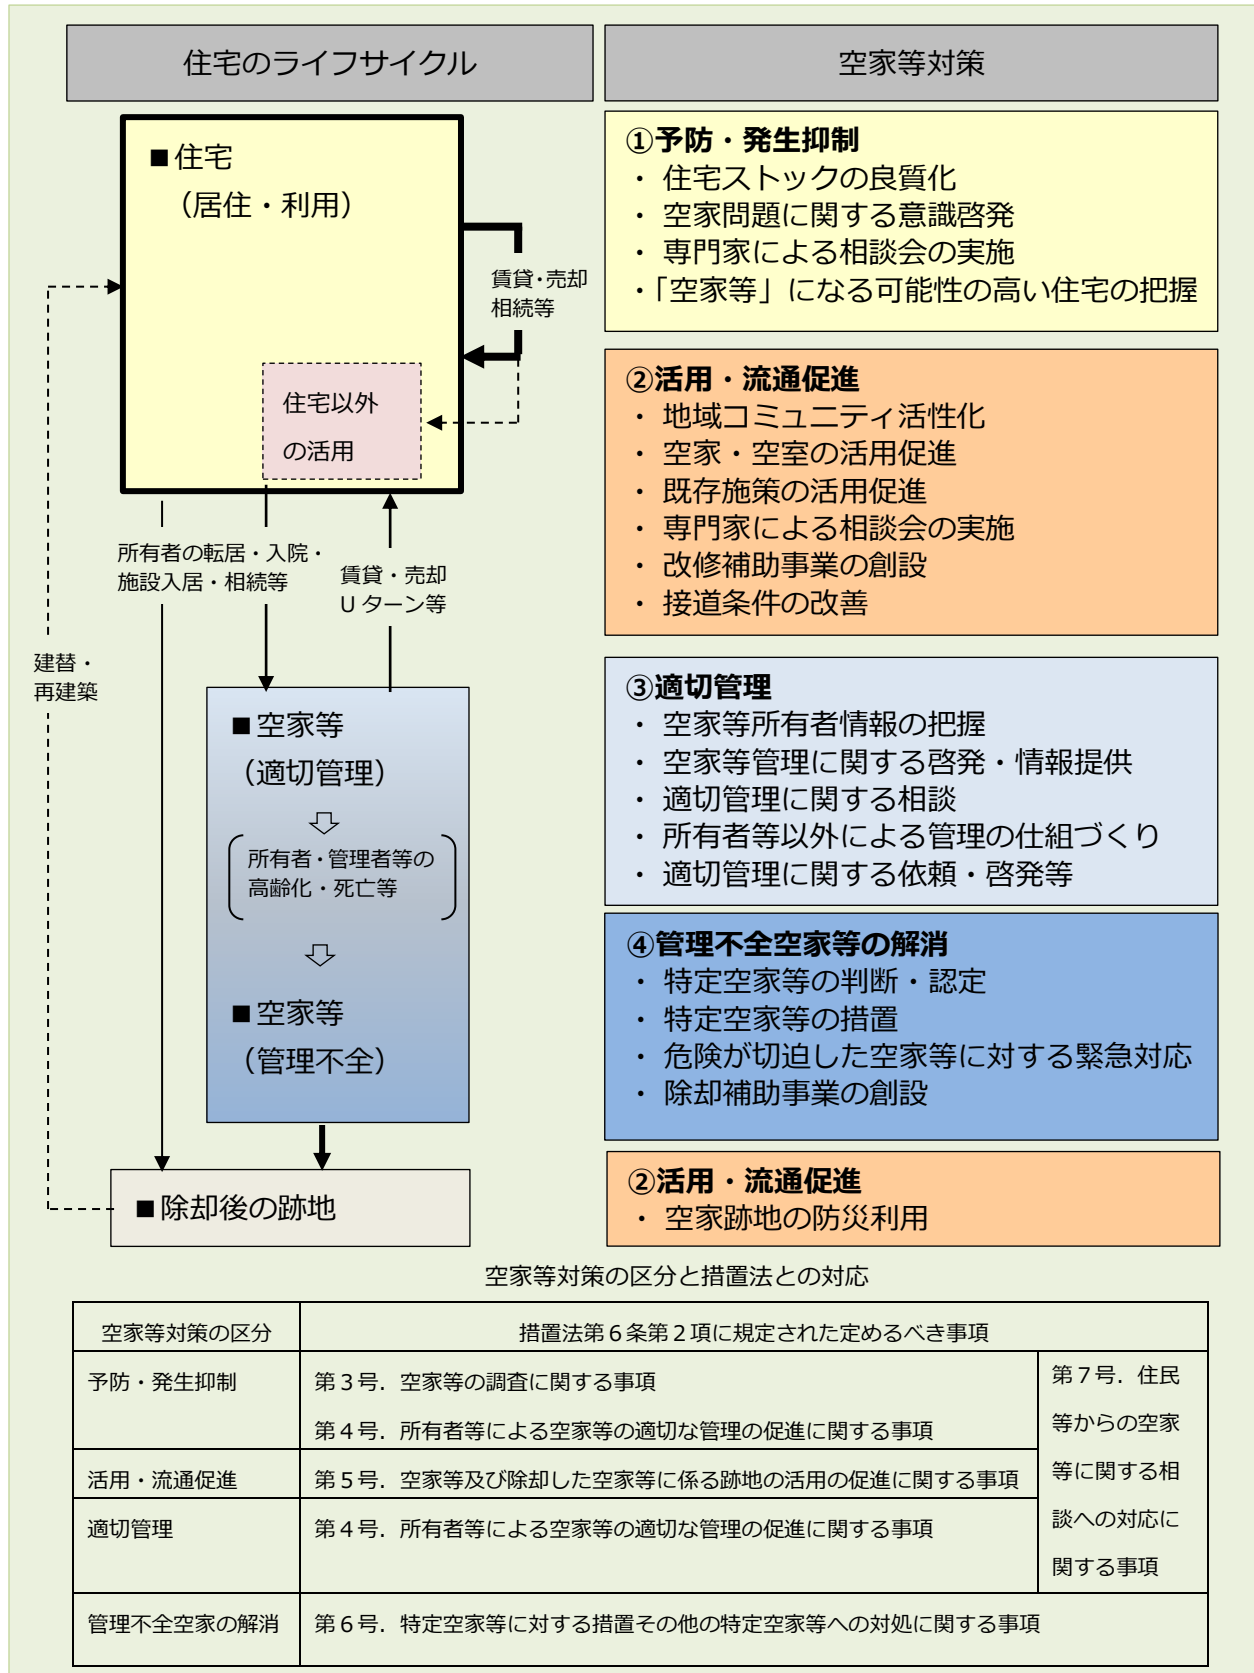 住宅のライフサイクル
空家等対策
■住宅
（居住・利用）
賃貸・売却
相続等
住宅以外
の活用
所有者の転居・入院・
施設入居・相続等
賃貸・売却
Uターン等
建替・
再建築
■空家等
（適切管理）
所有者・管理者等の
高齢化・死亡等
■空家等
（管理不全）
■除却後の跡地
①予防・発生抑制
・ 住宅ストックの良質化
・ 空家問題に関する意識啓発
・ 専門家による相談会の実施
・「空家等」になる可能性の高い住宅の把握
②活用・流通促進
・ 地域コミュニティ活性化
・ 空家・空室の活用促進
・ 既存施策の活用促進
・ 専門家による相談会の実施
・ 改修補助事業の創設
・ 接道条件の改善
③適切管理
・ 空家等所有者情報の把握
・ 空家等管理に関する啓発・情報提供
・ 適切管理に関する相談
・ 所有者等以外による管理の仕組づくり
・ 適切管理に関する依頼・啓発等
④管理不全空家等の解消
・ 特定空家等の判断・認定
・ 特定空家等の措置
・ 危険が切迫した空家等に対する緊急対応
・ 除却補助事業の創設
②活用・流通促進
・ 空家跡地の防災利用
空家等対策の区分と措置法との対応
空家等対策の区分
措置法第６条第２項に規定された定めるべき事項
予防・発生抑制
第３号．空家等の調査に関する事項
第４号．所有者等による空家等の適切な管理の促進に関する事項
活用・流通促進
第５号．空家等及び除却した空家等に係る跡地の活用の促進に関する事項
適切管理
第４号．所有者等による空家等の適切な管理の促進に関する事項
第７号．住民
等からの空家
等に関する相
談への対応に
関する事項
管理不全空家の解消
第６号．特定空家等に対する措置その他の特定空家等への対処に関する事項